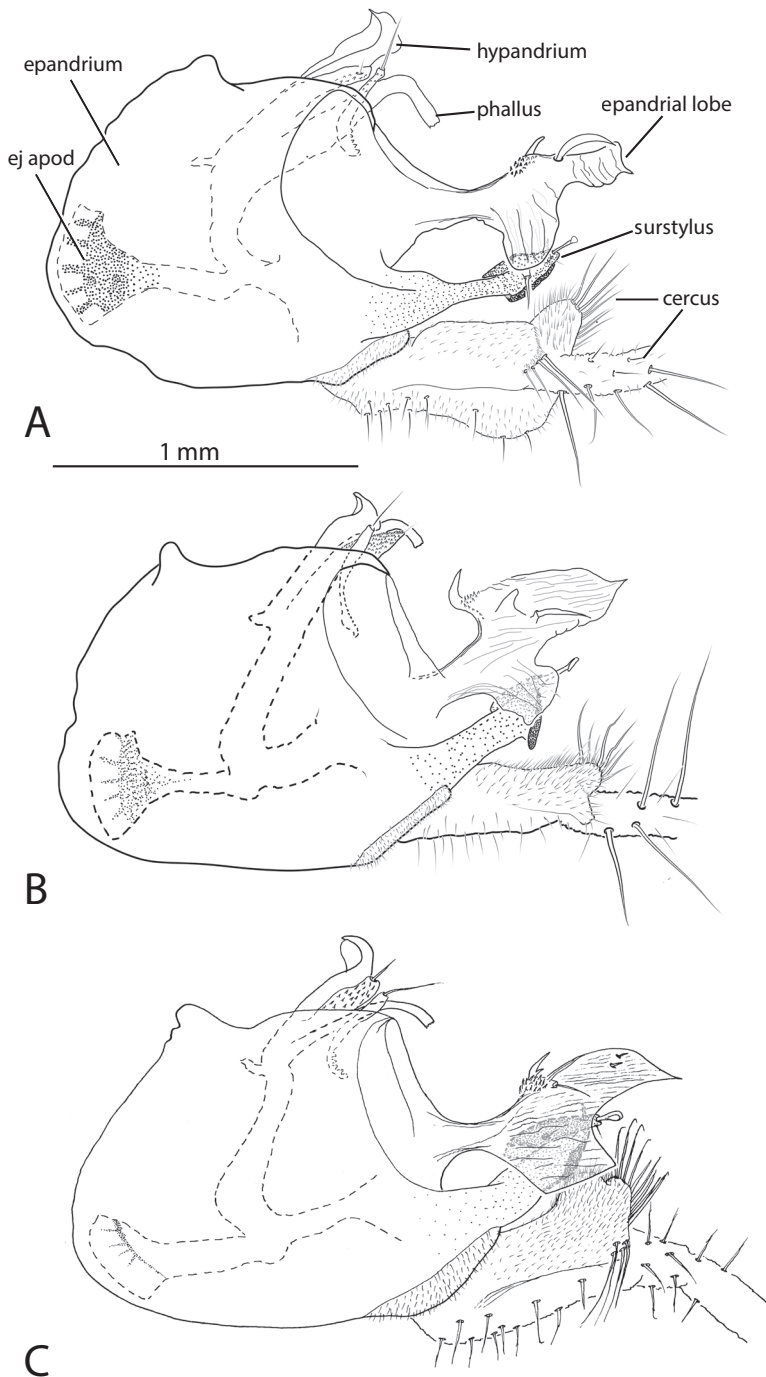 hypandrium
epandrium
phallus
epandrial lobe
ej apod
surstylus
cercus
A
1 mm
B
C